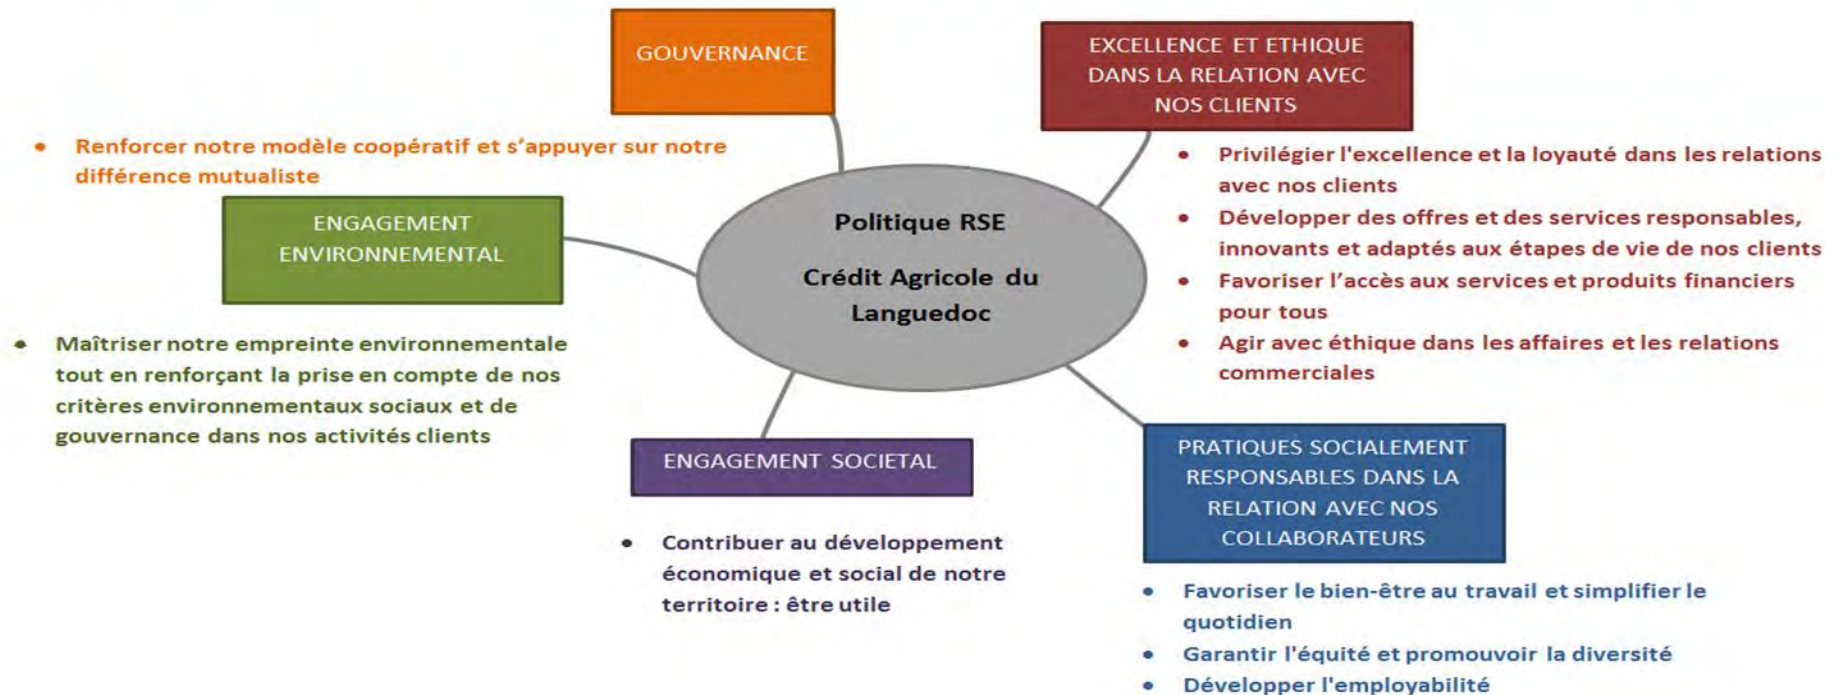 GOUVERNANCE
• Renforcer notre modèle coopératif et s’appuyer sur notre
différence mutualiste
EXCELLENCE ET ETHIQUE
DANS LA RELATION AVEC
NOS CLIENTS
• Privilégier l'excellence et la loyauté dans les relations
avec nos clients
• Développer des offres et des services responsables,
innovants et adaptés aux étapes de vie de nos clients
• Favoriser l’accès aux services et produits financiers
pour tous
• Agir avec éthique dans les affaires et les relations
commerciales
Politique RSE
Crédit Agricole du
Languedoc
ENGAGEMENT
ENVIRONNEMENTAL
• Maîtriser notre empreinte environnementale
tout en renforçant la prise en compte de nos
critères environnementaux sociaux et de
gouvernance dans nos activités clients
ENGAGEMENT SOCIETAL
• Contribuer au développement
économique et social de notre
territoire : être utile
PRATIQUES SOCIALEMENT
RESPONSABLES DANS LA
RELATION AVEC NOS
COLLABORATEURS
• Favoriser le bien-être au travail et simplifier le
quotidien
• Garantir l'équité et promouvoir la diversité
• Développer l'employabilité